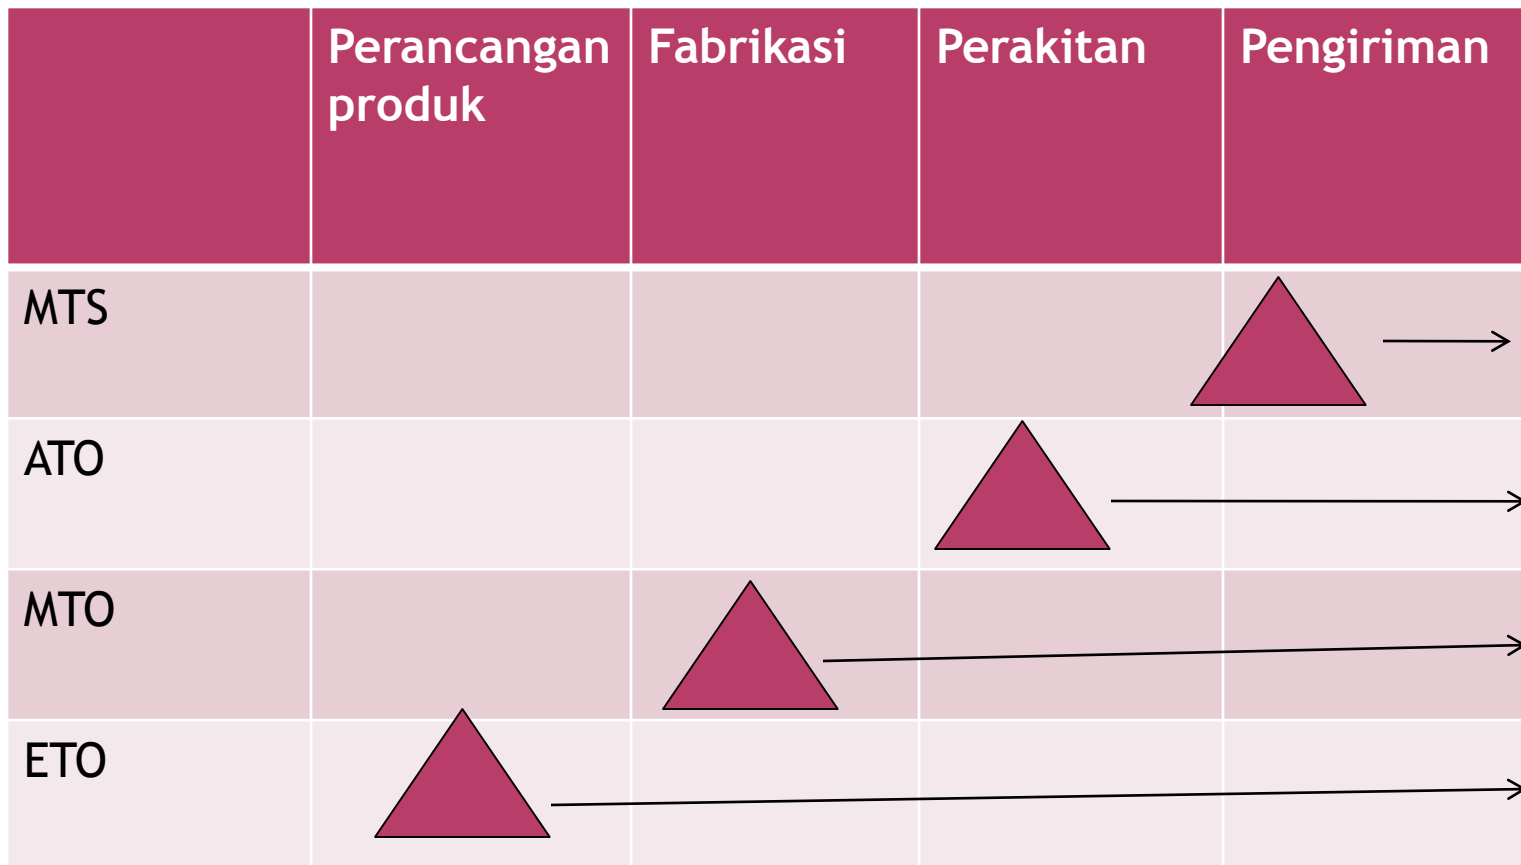 Perancangan
produk
Fabrikasi
Perakitan
Pengiriman
MTS
ATO
MTO
ETO